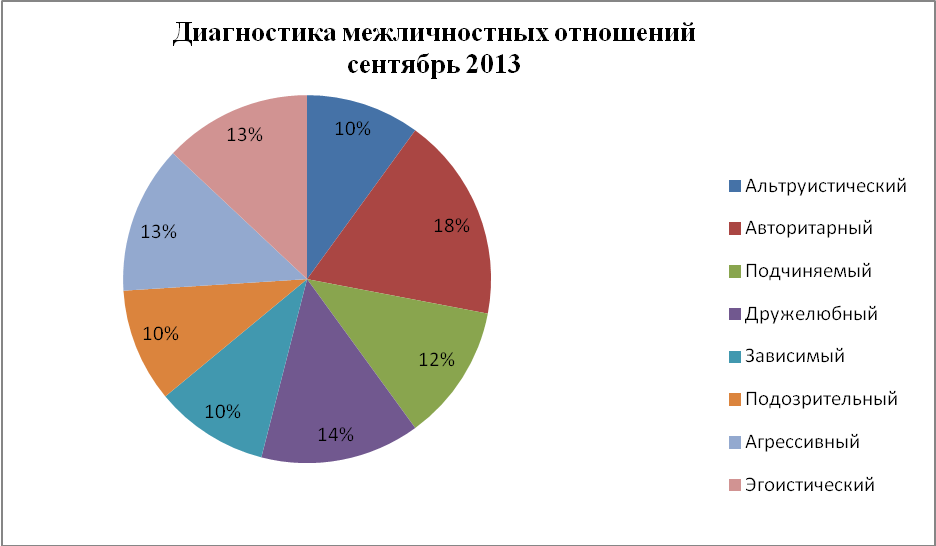 Диагностика межличностных отношений
сентябрь 2013
10%
18%
12%
14%
10%
10%
13%
13%
Альтруистический
Авторитарный
Подчиняемый
Дружелюбный
Зависимый
Подозрительный
Агрессивный
Эгоистический